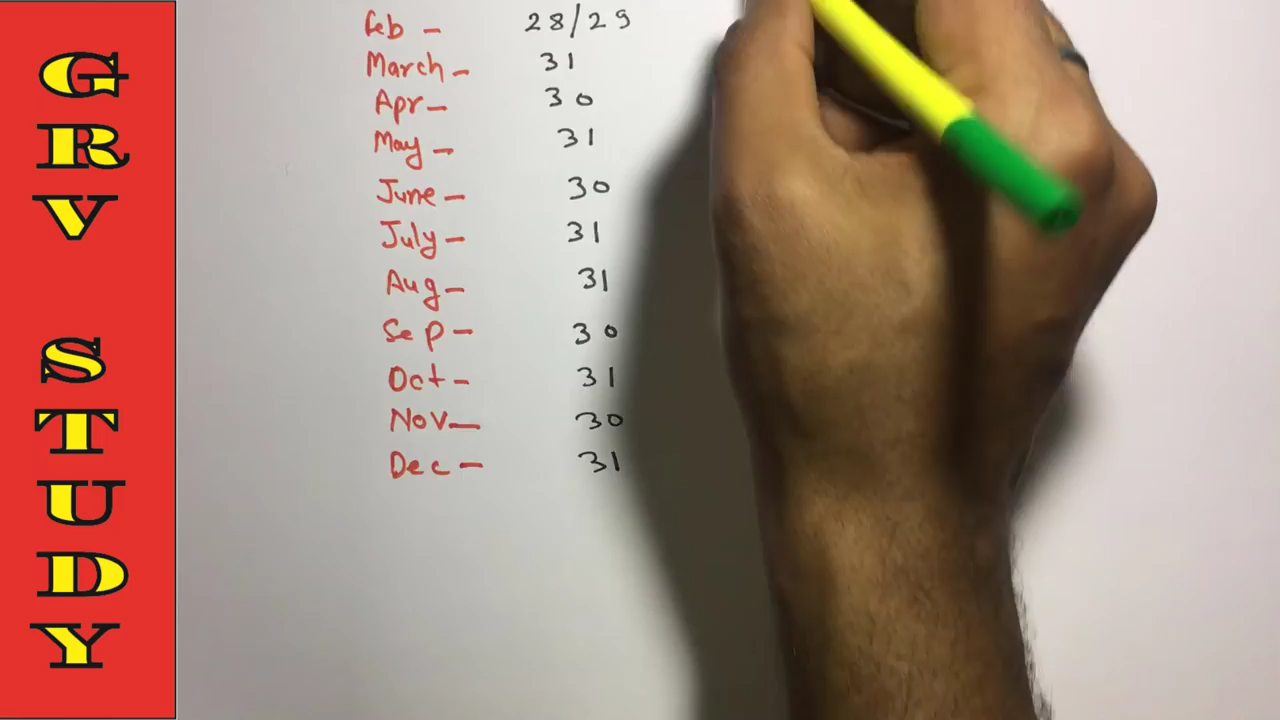 GRV STUDY
Feb - 28/29
March - 31
Apr - 30
May - 31
June - 30
July - 31
Aug - 31
Sep - 30
Oct - 31
Nov - 30
Dec - 31